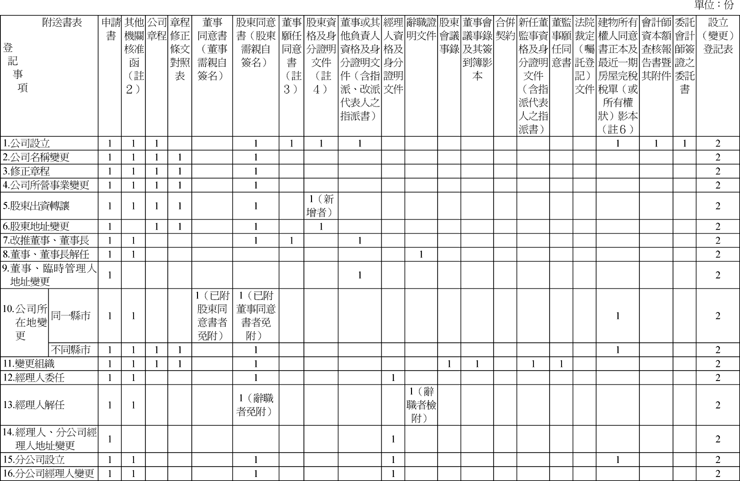 單位：份
附送書表
登記事項
申請書
其他機關核准函（註２）
公司章程
章程修正條文對照表
董事同意書（董事需親自簽名）
股東同意書（股東需親自簽名）
董事願任同意書（註３）
股東資格及身分證明文件（註４）
董事或其他負責人資格及身分證明文件（含指派、改派代表人之指派書）
經理人資格及身分證明文件
辭職證明文件
股東會議事錄
董事會議事錄及其簽到簿影本
合併契約
新任董監事資格及身分證明文件（含指派代表人之指派書）
董監事願任同意書
法院裁定（囑託登記）文件
建物所有權人同意書正本及最近一期房屋完稅稅單（或所有權狀）影本（註６）
會計師資本額查核報告書暨其附件
委託會計師簽證之委託書
設立（變更）登記表
1.公司設立 1 1 1 1 1 1 1 1 1 1 2
2.公司名稱變更 1 1 1 1 1 2
3.修正章程 1 1 1 1 1 2
4.公司所營事業變更 1 1 1 1 1 2
5.股東出資轉讓 1 1 1 1 1 1（新增者） 2
6.股東地址變更 1 1 1 1 1 2
7.改推董事、董事長 1 1 1 1 1 2
8.董事、董事長解任 1 1 1 2
9.董事、臨時管理人地址變更 1 1 2
10.公司所在地變更
同一縣市 1 1 1（已附股東同意書者免附） 1（已附董事同意書者免附） 1 2
不同縣市 1 1 1 1 1 1 2
11.變更組織 1 1 1 1 1 1 1 1 1 2
12.經理人委任 1 1 1 1 2
13.經理人解任 1 1 1（辭職者免附） 1（辭職者檢附） 2
14.經理人、分公司經理人地址變更 1 1 2
15.分公司設立 1 1 1 1 1 2
16.分公司經理人變更 1 1 1 1 2